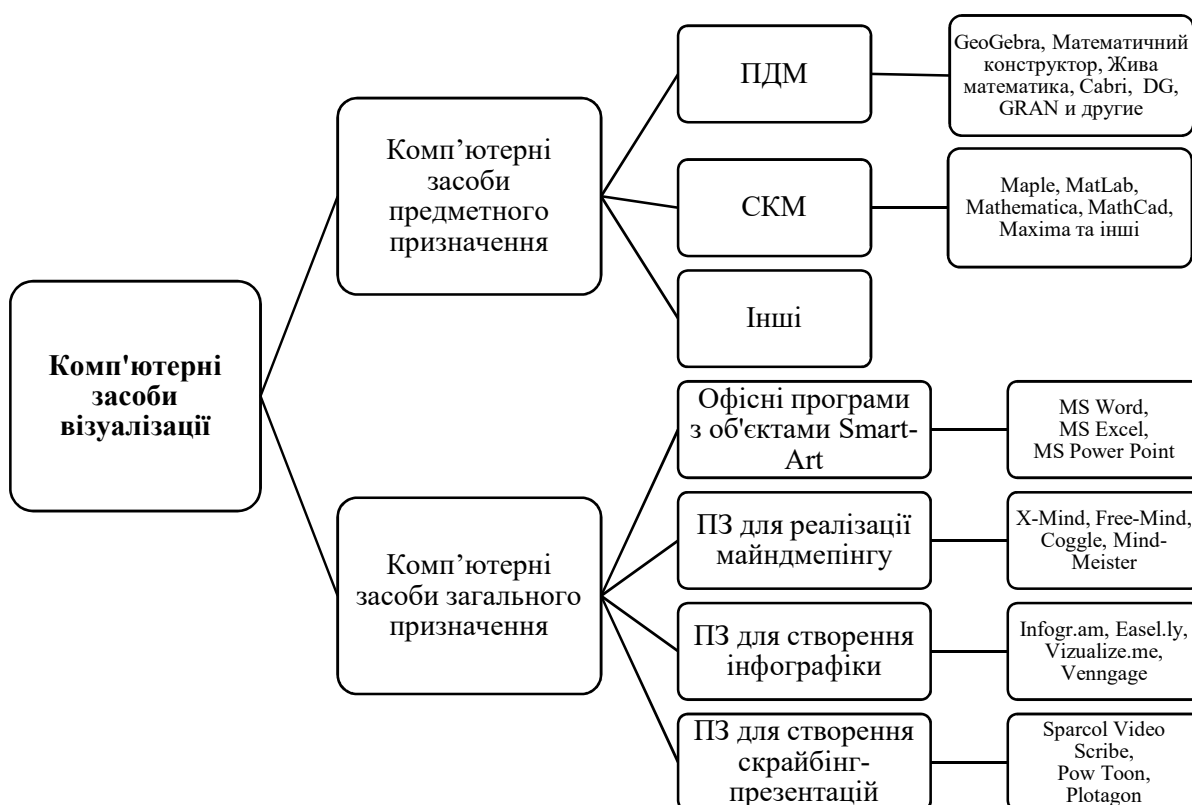 Комп'ютерні
засоби
візуалізації
Комп’ютерні
засоби
предметного
призначення
ПДМ
GeoGebra, Математичний
конструктор, Жива
математика, Cabri, DG,
GRAN и другие
СКМ
Maple, MatLab,
Mathematica, MathCad,
Maxima та інші
Інші
Комп’ютерні
засоби загального
призначення
Офісні програми
з об'єктами Smart-
Art
MS Word,
MS Excel,
MS Power Point
ПЗ для реалізації
майндмепінгу
X-Mind, Free-Mind,
Coggle, Mind-
Meister
ПЗ для створення
інфографіки
Infogr.am, Easel.ly,
Vizualize.me,
Venngage
ПЗ для створення
скрайбінг-
презентацій
Sparcol Video
Scribe,
Pow Toon,
Plotagon